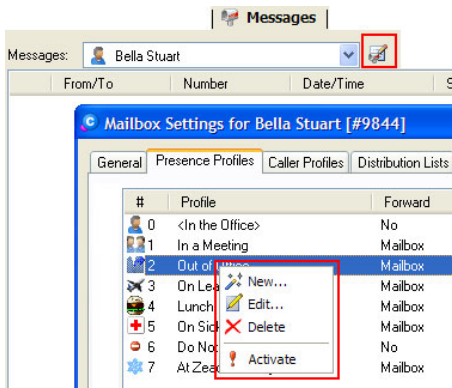 Messages
Messages: Bella Stuart
From/To Number Date/Time S
Mailbox Settings for Bella Stuart [#9844]
General Presence Profiles Caller Profiles Distribution Lists
# Profile Forward
0 <In the Office> No
1 In a Meeting Mailbox
2 Out of Mailbox
3 On Lea Mailbox
4 Lunch Mailbox
5 On Sick Mailbox
6 Do No No
7 At Zea Mailbox
New...
Edit...
Delete
Activate